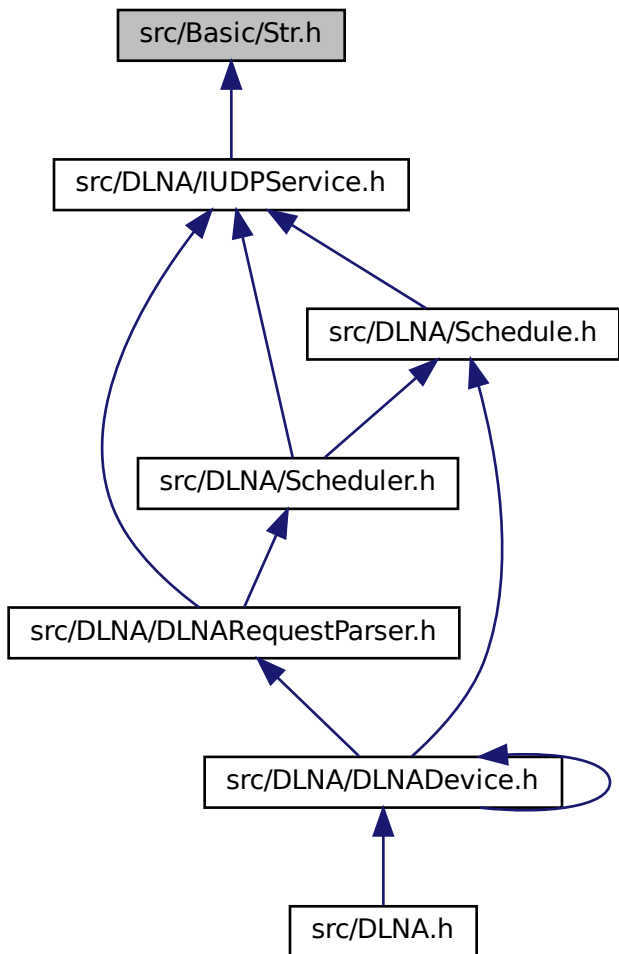 src/Basic/Str.h
src/DLNA/IUDPService.h
src/DLNA/Schedule.h
src/DLNA/Scheduler.h
src/DLNA/DLNARequestParser.h
src/DLNA/DLNADevice.h
src/DLNA.h